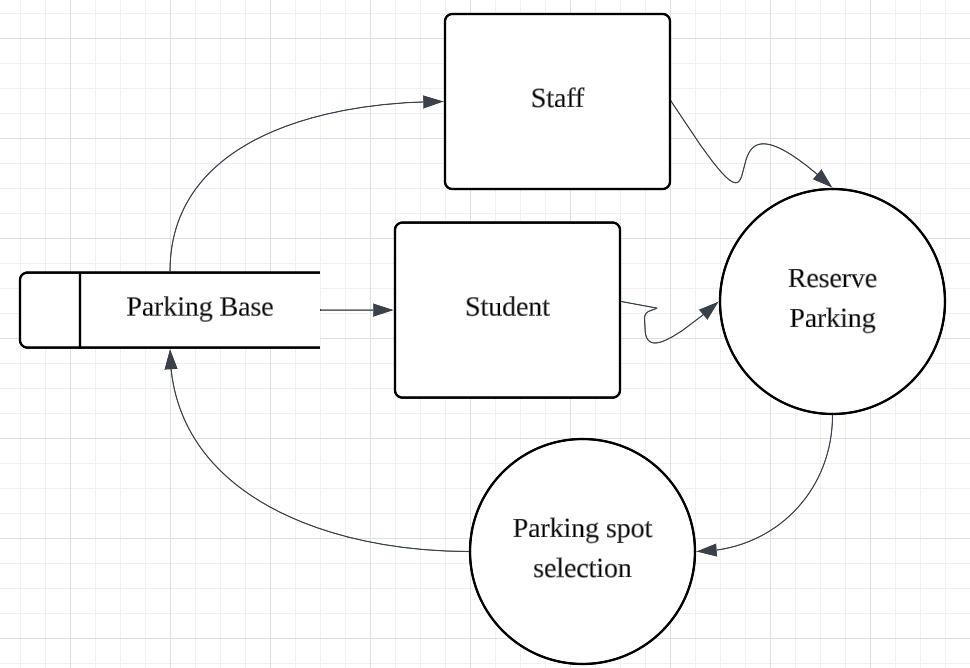 Staff
Parking Base
Student
Reserve
Parking
Parking spot
selection